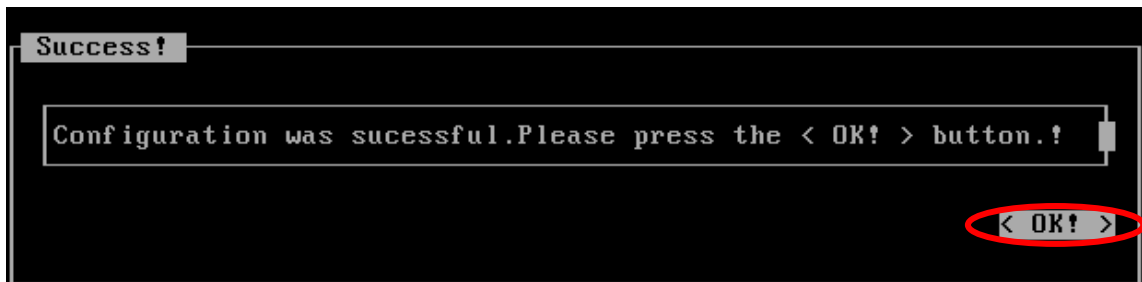 Success!
Configuration was sucessful.Please press the < OK! > button.!
< OK! >